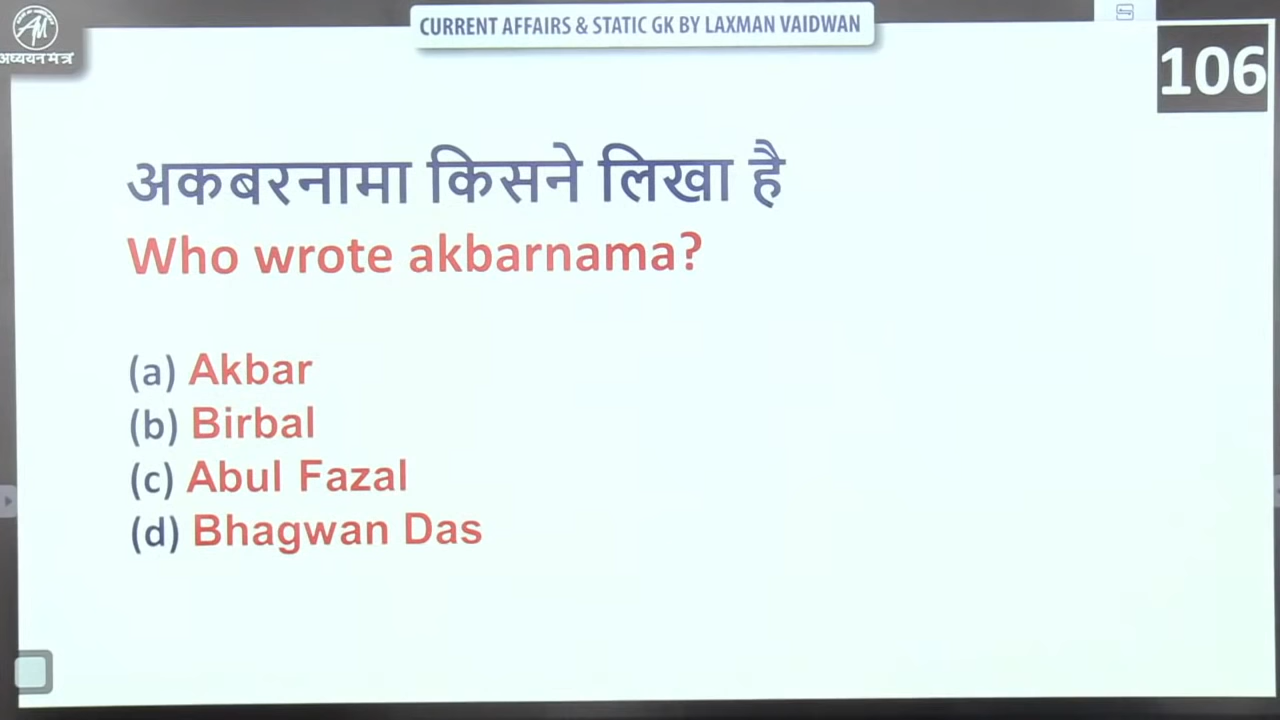 CURRENT AFFAIRS & STATIC GK BY LAXMAN VAIDWAN
AM
अध्ययन मंत्र
106
अकबरनामा किसने लिखा है
Who wrote akbarnama?
(a) Akbar
(b) Birbal
(c) Abul Fazal
(d) Bhagwan Das